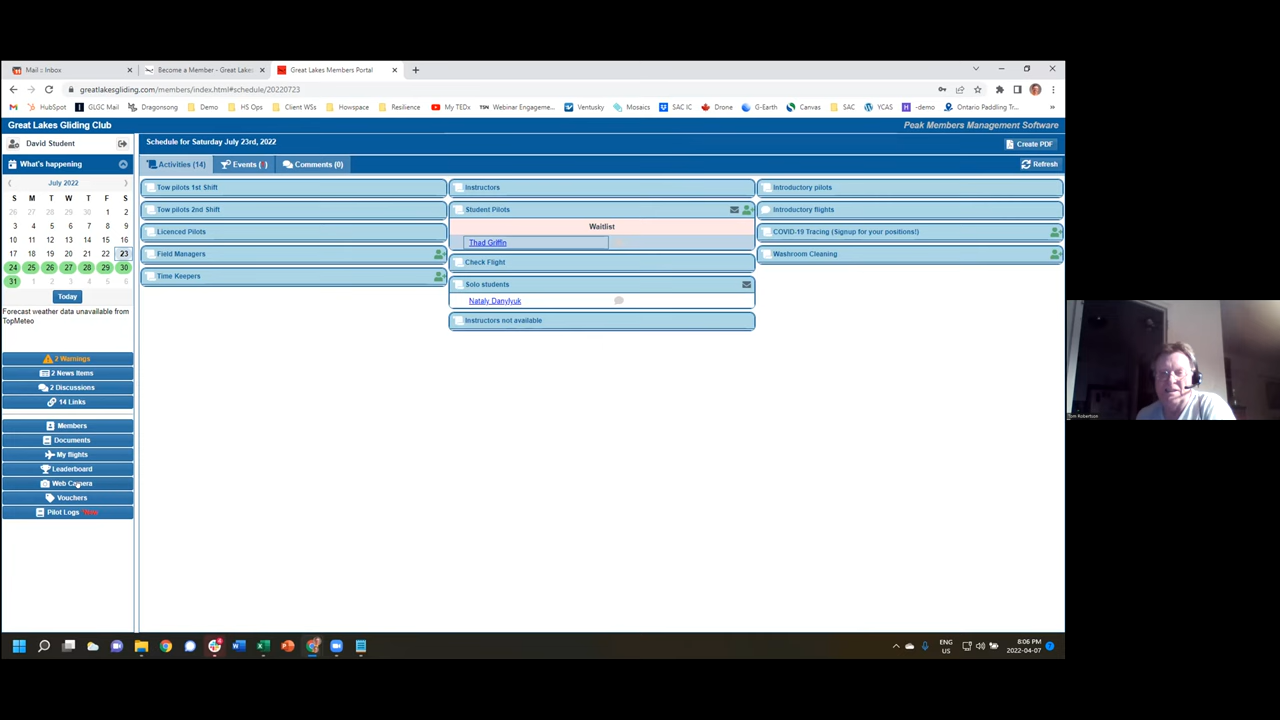 Mail :: Inbox
Become a Member - Great Lakes
Great Lakes Members Portal
greatlakesgliding.com/members/index.html#schedule/20220723
HubSpot
GLGC Mail
Dragonsong
Demo
HS Ops
Client WSs
Howspace
Resilience
My TEDx
TSN Webinar Engageme...
Ventusky
Mosaics
SAC IC
Drone
G-Earth
Canvas
SAC
YCAS
-demo
Ontario Paddling Tr...
Great Lakes Gliding Club
Peak Members Management Software
David Student
Schedule for Saturday July 23rd, 2022
Create PDF
What's happening
Activities (14)
Events
Comments (0)
Refresh
July 2022
S M T W T F S
26 27 28 29 30 1 2
3 4 5 6 7 8 9
10 11 12 13 14 15 16
17 18 19 20 21 22 23
24 25 26 27 28 29 30
31 1 2 3 4 5 6
Today
Forecast weather data unavailable from
TopMeteo
2 Warnings
2 News Items
2 Discussions
14 Links
Members
Documents
My flights
Leaderboard
Web Camera
Vouchers
Pilot Logs
Tow pilots 1st Shift
Tow pilots 2nd Shift
Licenced Pilots
Field Managers
Time Keepers
Instructors
Student Pilots
Waitlist
Thad Griffin
Check Flight
Solo students
Nataly Danylyuk
Instructors not available
Introductory pilots
Introductory flights
COVID-19 Tracing (Signup for your positions!)
Washroom Cleaning
Tom Robertson
ENG
US
8:06 PM
2022-04-07